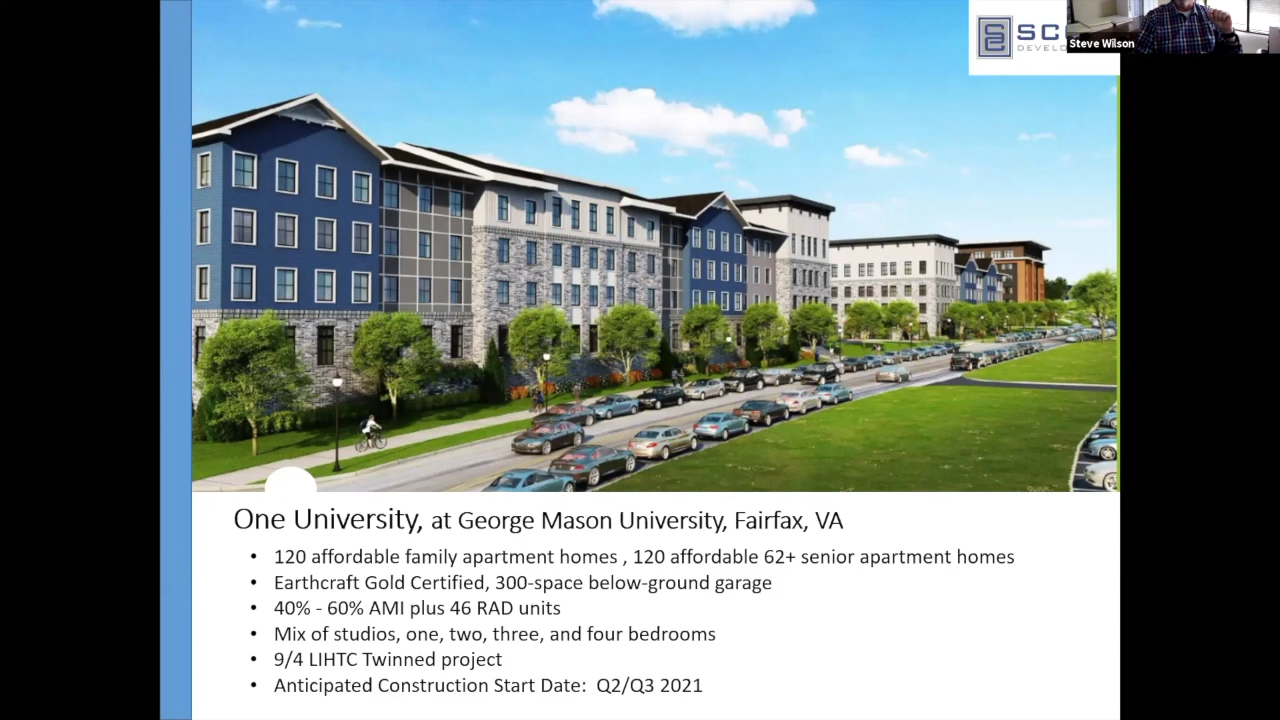 SC
DEVELO
Steve Wilson
One University, at George Mason University, Fairfax, VA
• 120 affordable family apartment homes , 120 affordable 62+ senior apartment homes
• Earthcraft Gold Certified, 300-space below-ground garage
• 40% - 60% AMI plus 46 RAD units
• Mix of studios, one, two, three, and four bedrooms
• 9/4 LIHTC Twinned project
• Anticipated Construction Start Date:  Q2/Q3 2021